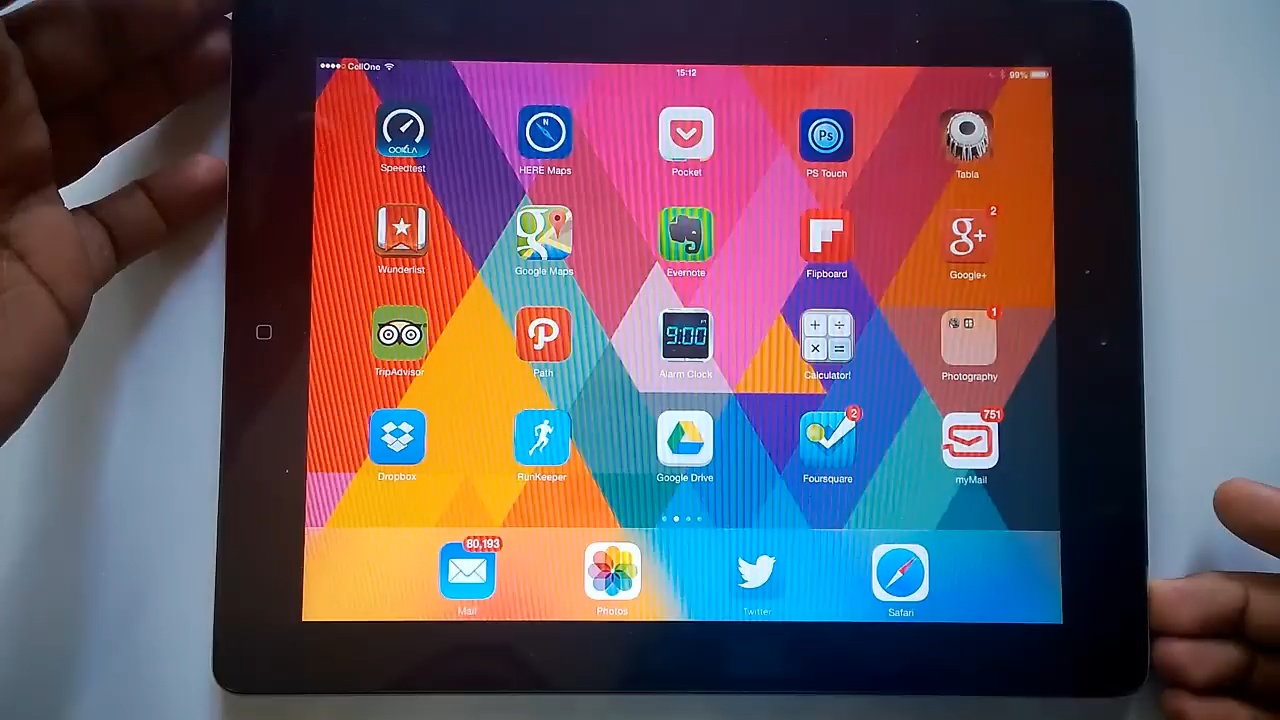 CellOne
15:12
99%
OOKLA
Speedtest
N
HERE Maps
Pocket
Ps
PS Touch
Tabla
Wunderlist
g
Google Maps
Evernote
Flipboard
2
g+
Google+
TripAdvisor
Path
9:00
Alarm Clock
+ ÷
× =
Calculator!
1
Photography
Dropbox
RunKeeper
Google Drive
2
Foursquare
751
myMail
80,193
Mail
Photos
Twitter
Safari